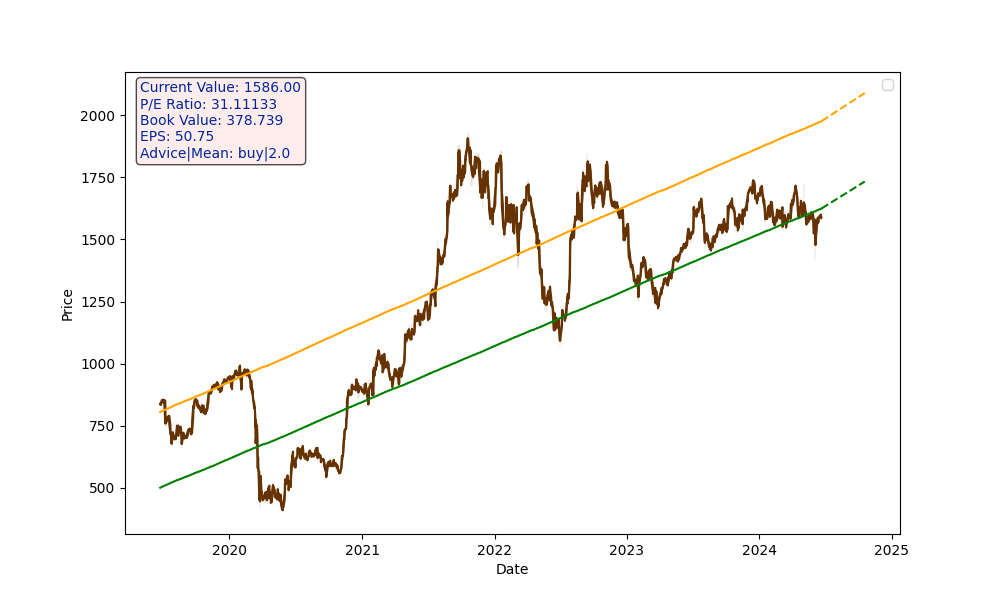 Current Value: 1586.00
P/E Ratio: 31.11133
Book Value: 378.739
EPS: 50.75
Advice|Mean: buy|2.0
2000
1750
1500
1250
1000
750
500
Price
2020
2021
2022
2023
2024
2025
Date